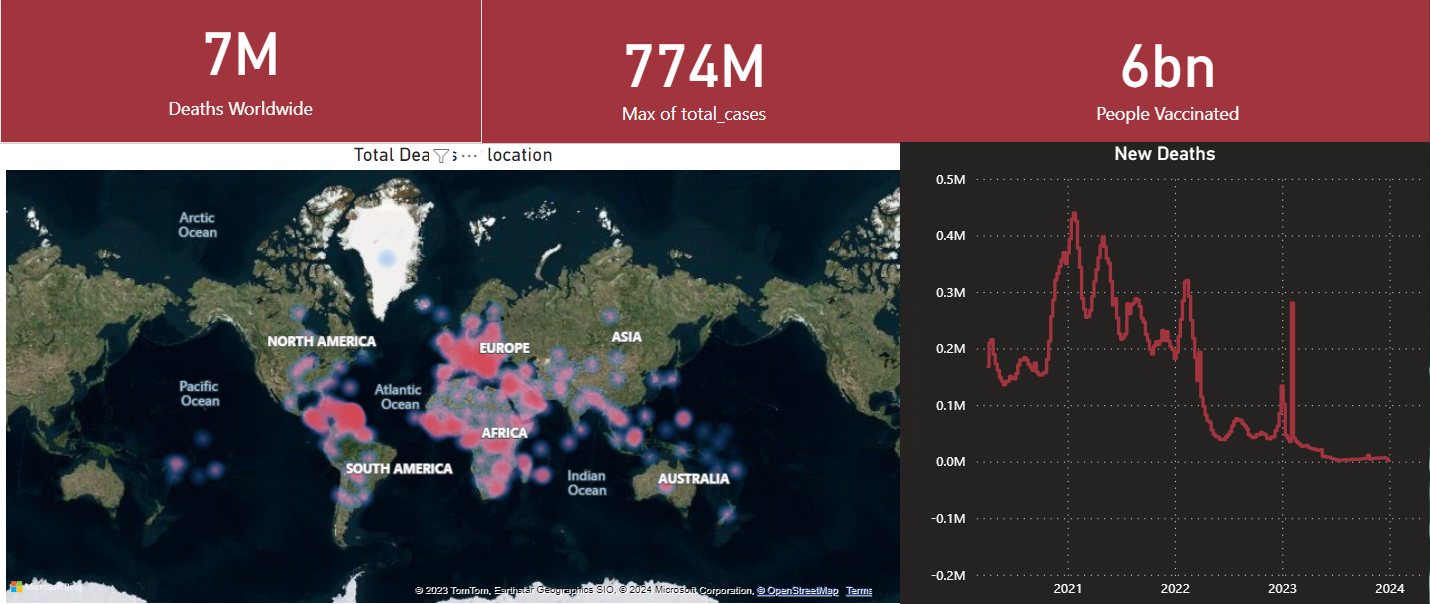 7M
Deaths Worldwide
774M
Max of total_cases
6bn
People Vaccinated
Total Dea s location
New Deaths
Arctic
Ocean
NORTH AMERICA
EUROPE
ASIA
Pacific
Ocean
Atlantic
Ocean
AFRICA
SOUTH AMERICA
Indian
Ocean
AUSTRALIA
© 2023 TomTom, Earthstar Geographics SIO, © 2024 Microsoft Corporation, © OpenStreetMap Terms
0.5M
0.4M
0.3M
0.2M
0.1M
0.0M
-0.1M
-0.2M
2021
2022
2023
2024